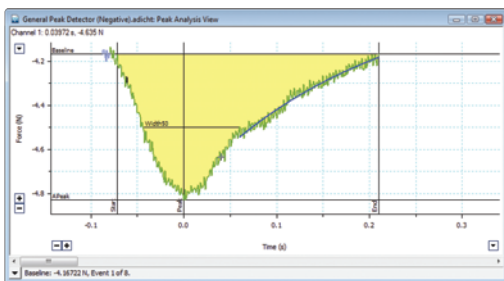 General Peak Detector (Negative).adicht: Peak Analysis View
Channel 1: 0.03972 s, -4.635 N
Baseline
-4.2
-4.4
Width50
-4.6
-4.8
APeak
Start
Peak
End
Force (N)
-0.1
0.0
0.1
0.2
0.3
Time (s)
Baseline: -4.16722 N, Event 1 of 8.